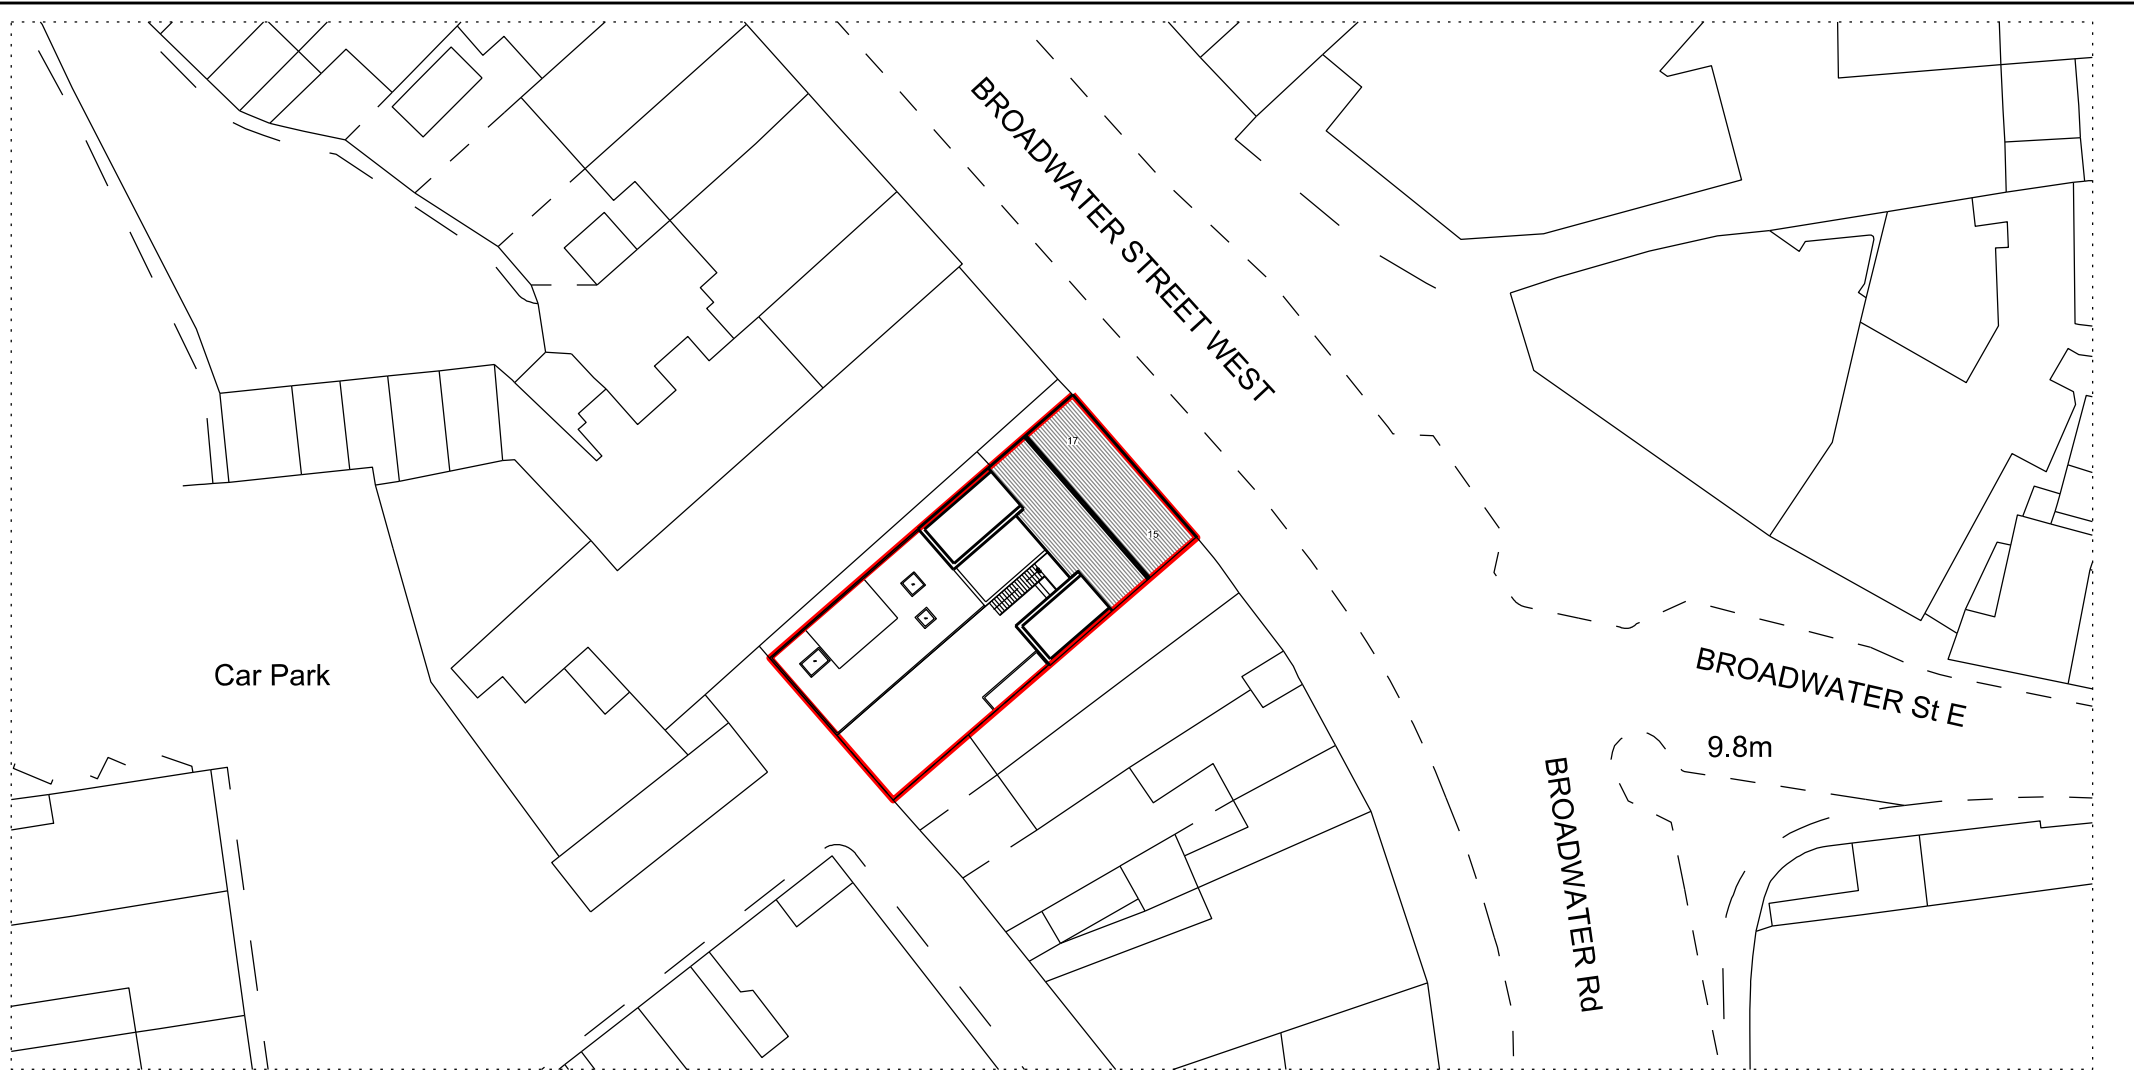 BROADWATER STREET WEST
17
15
Car Park
BROADWATER St E
9.8m
BROADWATER Rd